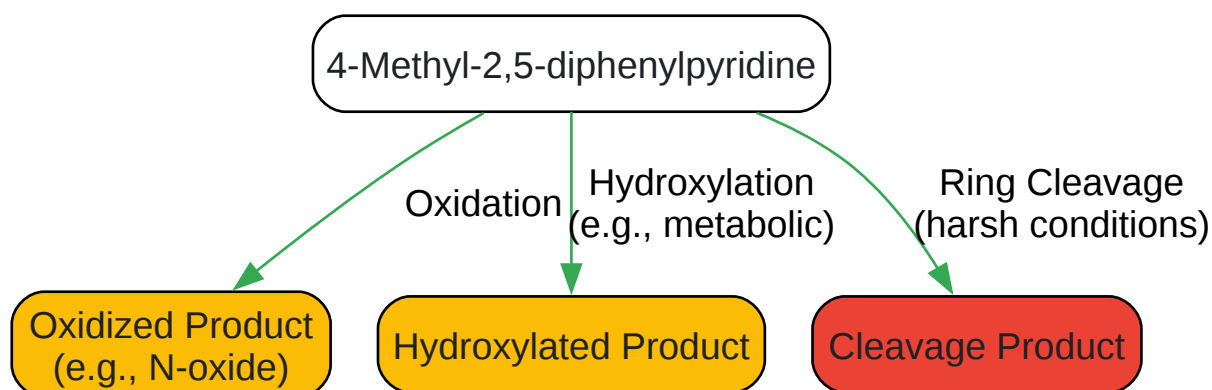 4-Methyl-2,5-diphenylpyridine
Oxidation
Hydroxylation
(e.g., metabolic)
Ring Cleavage
(harsh conditions)
Oxidized Product
(e.g., N-oxide)
Hydroxylated Product
Cleavage Product